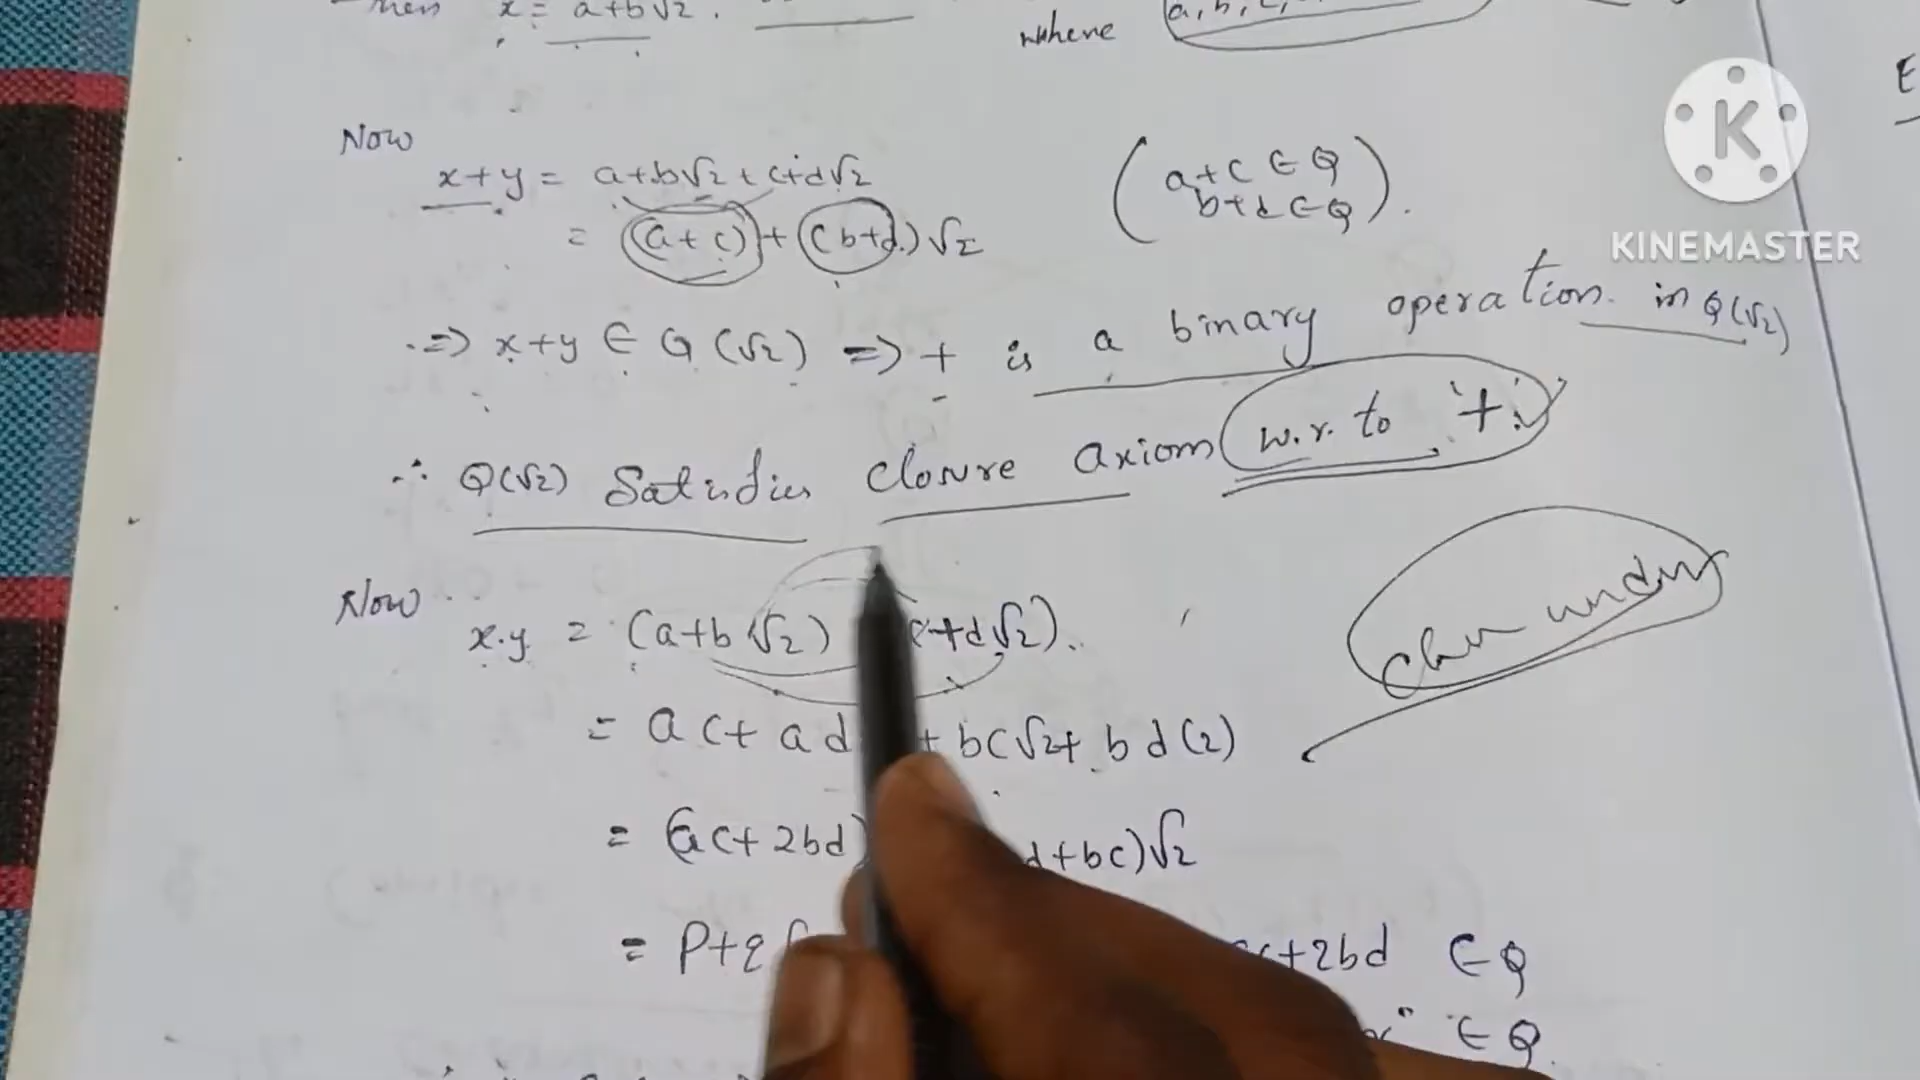 x = a+b√2.
where a, b, c,
E
Now
x+y = a+b√2 + c+d√2
= (a+c) + (b+d)√2
(a+c ∈ Q
b+d ∈ Q).
KINEMASTER
⇒ x+y ∈ Q(√2) ⇒ + is a binary operation. in Q(√2)
∴ Q(√2) Satisfies closure axiom w.r. to '+'.
Now
x.y = (a+b√2) c+d√2).
= ac+ ad + bc√2+ bd(2)
= (ac+2bd) d+bc)√2
= p+q c+2bd ∈ Q
∈ Q.